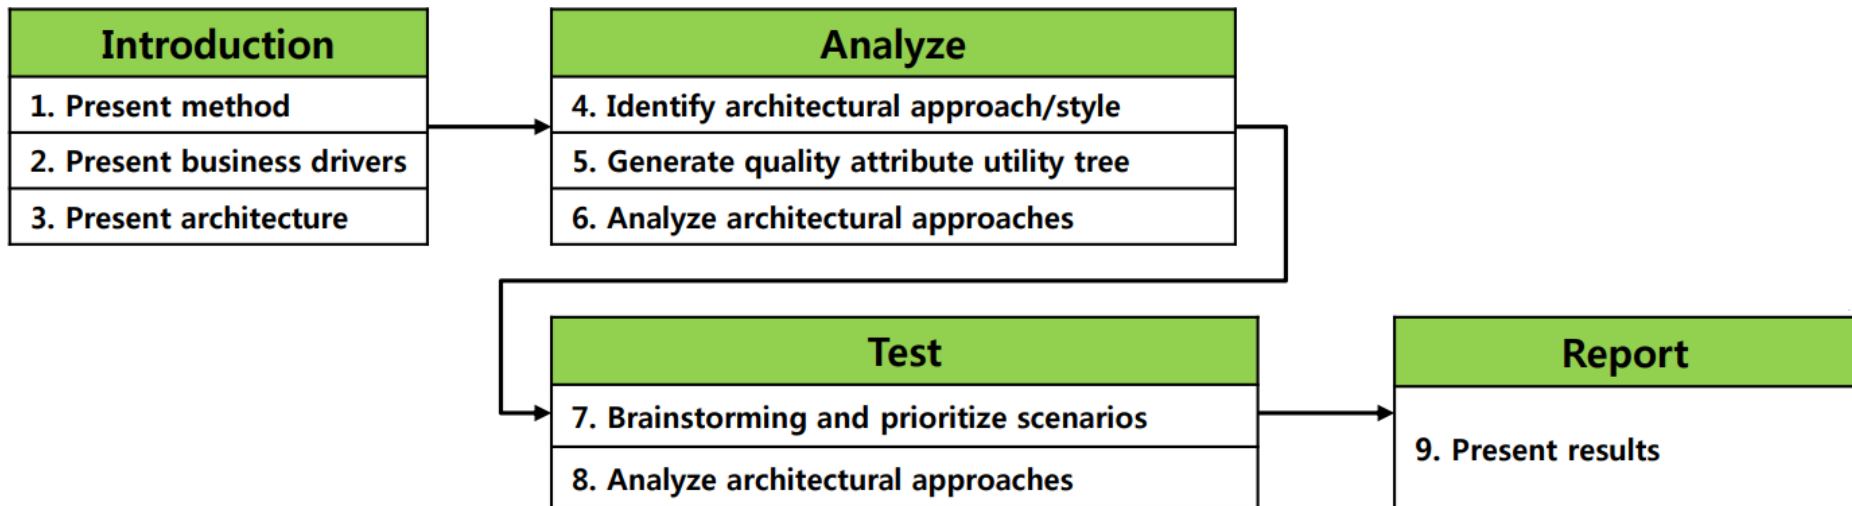 Introduction
1. Present method
2. Present business drivers
3. Present architecture
Analyze
4. Identify architectural approach/style
5. Generate quality attribute utility tree
6. Analyze architectural approaches
Test
7. Brainstorming and prioritize scenarios
8. Analyze architectural approaches
Report
9. Present results